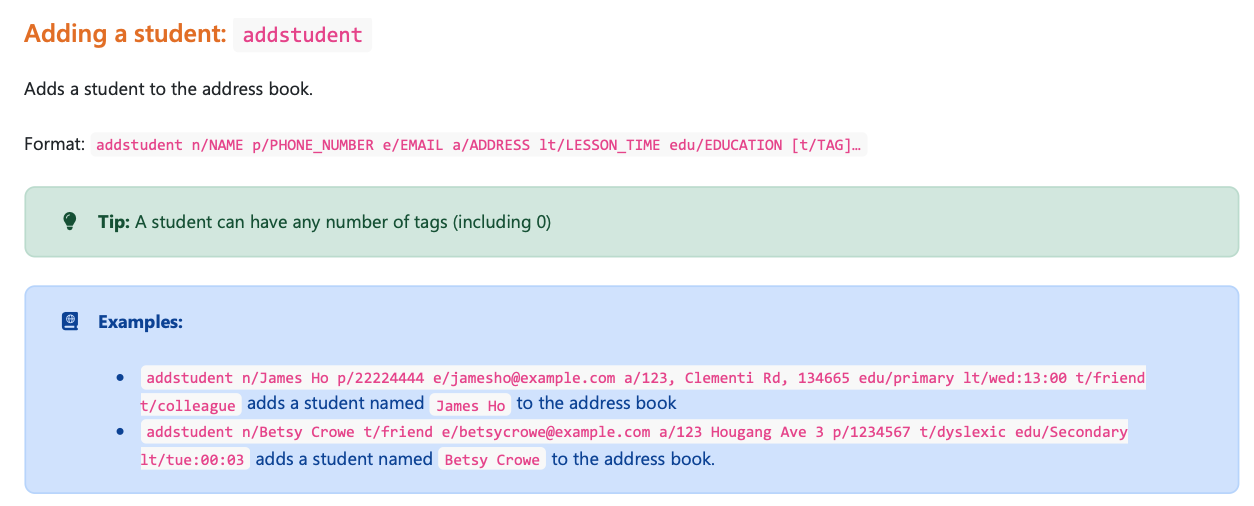 Adding a student: addstudent
Adds a student to the address book.
Format: addstudent n/NAME p/PHONE_NUMBER e/EMAIL a/ADDRESS lt/LESSON_TIME edu/EDUCATION [t/TAG]…
Tip: A student can have any number of tags (including 0)
Examples:
• addstudent n/James Ho p/22224444 e/jamesho@example.com a/123, Clementi Rd, 134665 edu/primary lt/wed:13:00 t/friend
t/colleague adds a student named James Ho to the address book
• addstudent n/Betsy Crowe t/friend e/betsycrowe@example.com a/123 Hougang Ave 3 p/1234567 t/dyslexic edu/Secondary
lt/tue:00:03 adds a student named Betsy Crowe to the address book.